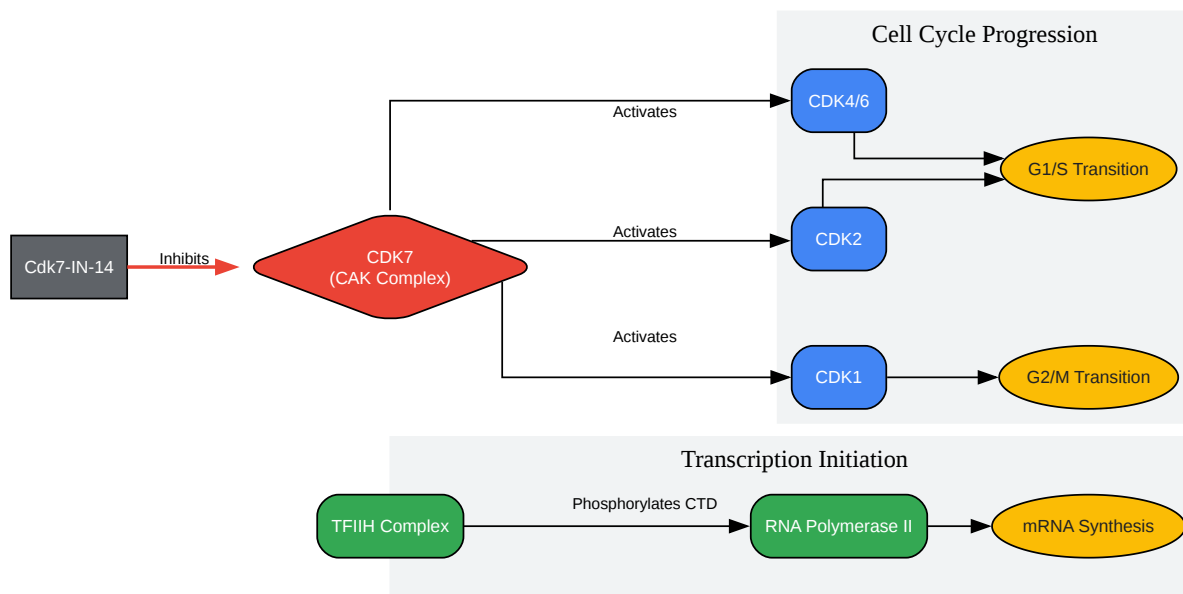 Cell Cycle Progression
CDK4/6
Activates
G1/S Transition
Activates
CDK2
Cdk7-IN-14
Inhibits
CDK7
(CAK Complex)
Activates
CDK1
G2/M Transition
Transcription Initiation
TFIIH Complex
Phosphorylates CTD
RNA Polymerase II
mRNA Synthesis